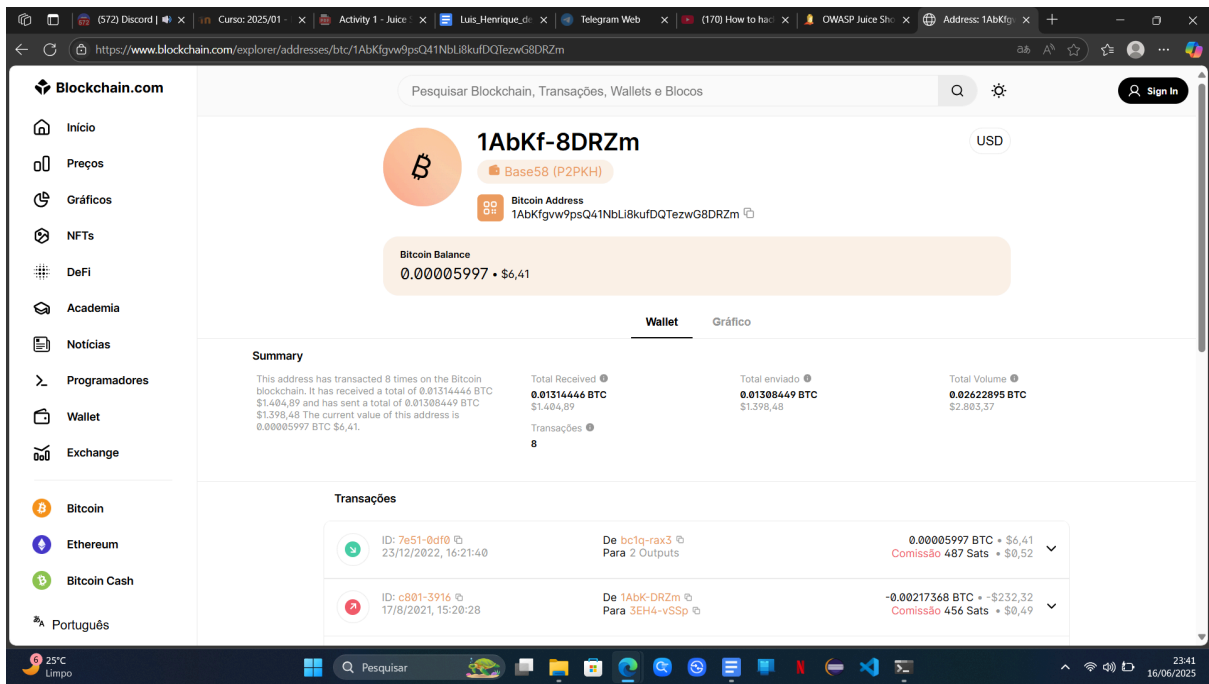 (572) Discord |
Curso: 2025/01 -
Activity 1 - Juice
Luis_Henrique_de
Telegram Web
(170) How to hac
OWASP Juice Sho
Address: 1AbKfg
https://www.blockchain.com/explorer/addresses/btc/1AbKfgvw9psQ41NbLi8kufDQTezwG8DRZm
Blockchain.com
Pesquisar Blockchain, Transações, Wallets e Blocos
Sign In
Início
Preços
Gráficos
NFTs
DeFi
Academia
Notícias
Programadores
Wallet
Exchange
Bitcoin
Ethereum
Bitcoin Cash
Português
1AbKf-8DRZm
USD
Base58 (P2PKH)
Bitcoin Address
1AbKfgvw9psQ41NbLi8kufDQTezwG8DRZm
Bitcoin Balance
0.00005997 • $6,41
Wallet
Gráfico
Summary
This address has transacted 8 times on the Bitcoin
blockchain. It has received a total of 0.01314446 BTC
$1.404,89 and has sent a total of 0.01308449 BTC
$1.398,48 The current value of this address is
0.00005997 BTC $6,41.
Total Received
0.01314446 BTC
$1.404,89
Total enviado
0.01308449 BTC
$1.398,48
Total Volume
0.02622895 BTC
$2.803,37
Transações
8
Transações
ID: 7e51-0df0
23/12/2022, 16:21:40
De bc1q-rax3
Para 2 Outputs
0.00005997 BTC • $6,41
Comissão 487 Sats • $0,52
ID: c801-3916
17/8/2021, 15:20:28
De 1AbK-DRZm
Para 3EH4-vSSp
-0.00217368 BTC • -$232,32
Comissão 456 Sats • $0,49
6
25°C
Limpo
Pesquisar
23:41
16/06/2025